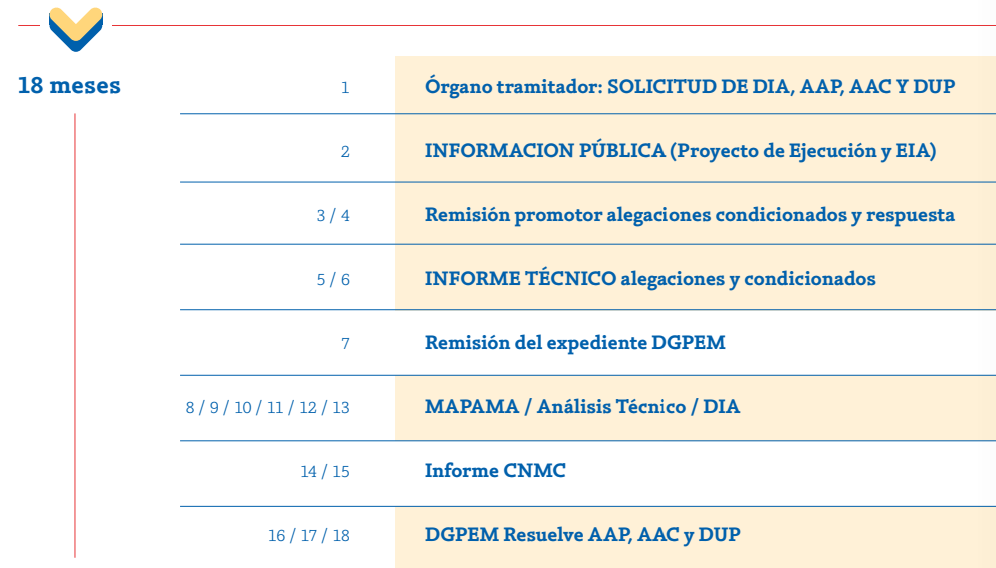 18 meses
1 Órgano tramitador: SOLICITUD DE DIA, AAP, AAC Y DUP
2 INFORMACION PÚBLICA (Proyecto de Ejecución y EIA)
3 / 4 Remisión promotor alegaciones condicionados y respuesta
5 / 6 INFORME TÉCNICO alegaciones y condicionados
7 Remisión del expediente DGPEM
8 / 9 / 10 / 11 / 12 / 13 MAPAMA / Análisis Técnico / DIA
14 / 15 Informe CNMC
16 / 17 / 18 DGPEM Resuelve AAP, AAC y DUP